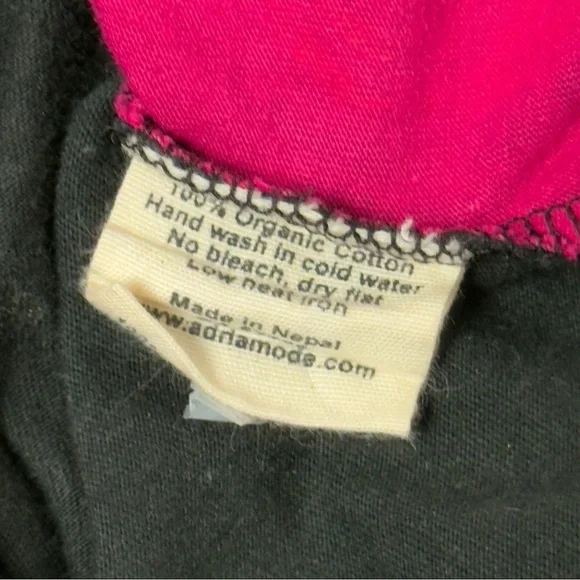 100% Organic Cotton
Hand wash in cold water
No bleach, dry flat
Low heat iron
Made in Nepal
www.adriamode.com